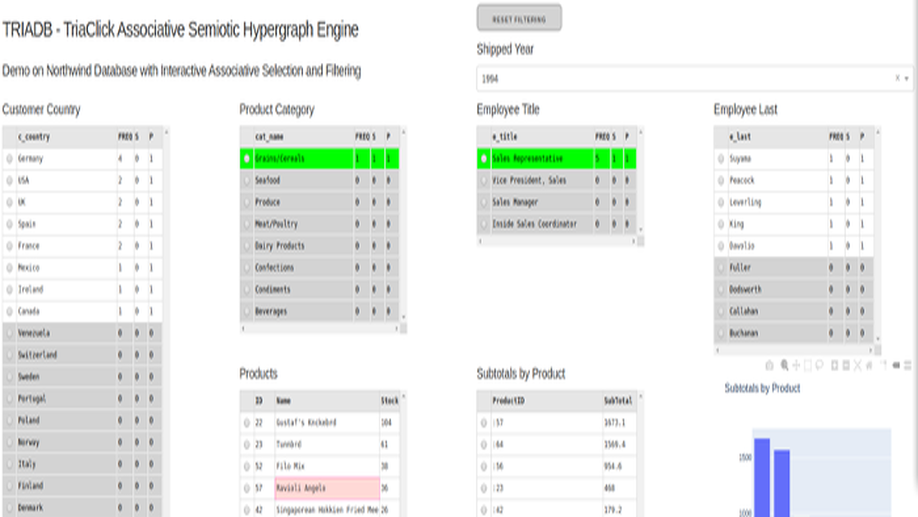 RESET FILTERING
TRIADB - TriaClick Associative Semiotic Hypergraph Engine
Shipped Year
Demo on Northwind Database with Interactive Associative Selection and Filtering
1994
Customer Country
c_country FREQ S P
Germany 4 0 1
USA 2 0 1
UK 2 0 1
Spain 2 0 1
France 2 0 1
Mexico 1 0 1
Ireland 1 0 1
Canada 1 0 1
Venezuela 0 0 0
Switzerland 0 0 0
Sweden 0 0 0
Portugal 0 0 0
Poland 0 0 0
Norway 0 0 0
Italy 0 0 0
Finland 0 0 0
Denmark 0 0 0
Product Category
cat_name FREQ S P
Grains/Cereals 1 1 1
Seafood 0 0 0
Produce 0 0 0
Meat/Poultry 0 0 0
Dairy Products 0 0 0
Confections 0 0 0
Condiments 0 0 0
Beverages 0 0 0
Employee Title
e_title FREQ S P
Sales Representative 5 1 1
Vice President, Sales 0 0 0
Sales Manager 0 0 0
Inside Sales Coordinator 0 0 0
Employee Last
e_last FREQ S P
Suyama 1 0 1
Peacock 1 0 1
Leverling 1 0 1
King 1 0 1
Davolio 1 0 1
Fuller 0 0 0
Dodsworth 0 0 0
Callahan 0 0 0
Buchanan 0 0 0
Products
ID Name Stock
22 Gustaf's Knckebrd 104
23 Tunnbrd 61
52 Filo Mix 38
57 Ravioli Angelo 36
42 Singaporean Hokkien Fried Mee 26
Subtotals by Product
ProductID SubTotal
:57 1673.1
:64 1569.4
:56 954.6
:23 468
:42 179.2
Subtotals by Product
1500
1000